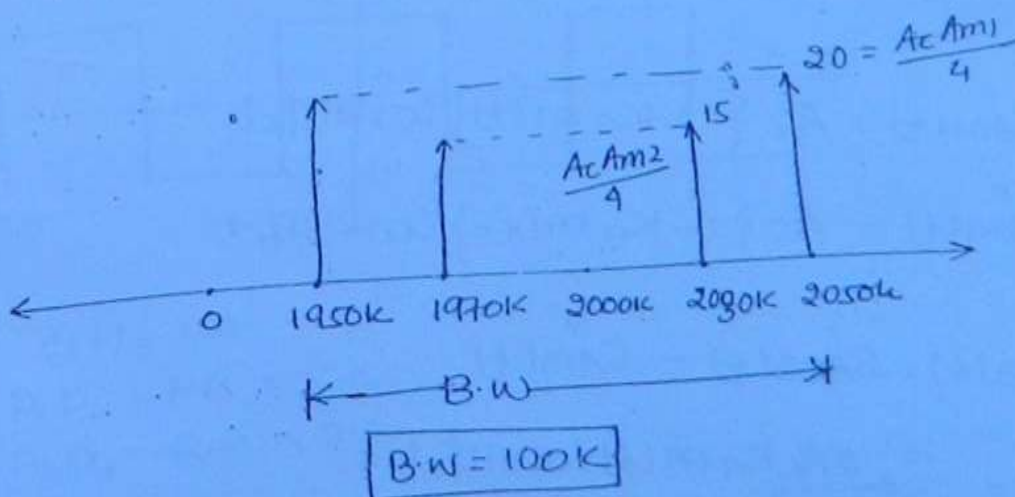 20 = AcAm1/4
15
AcAm2/4
0 1950K 1970K 2000K 2030K 2050K
B.W
B.W = 100K